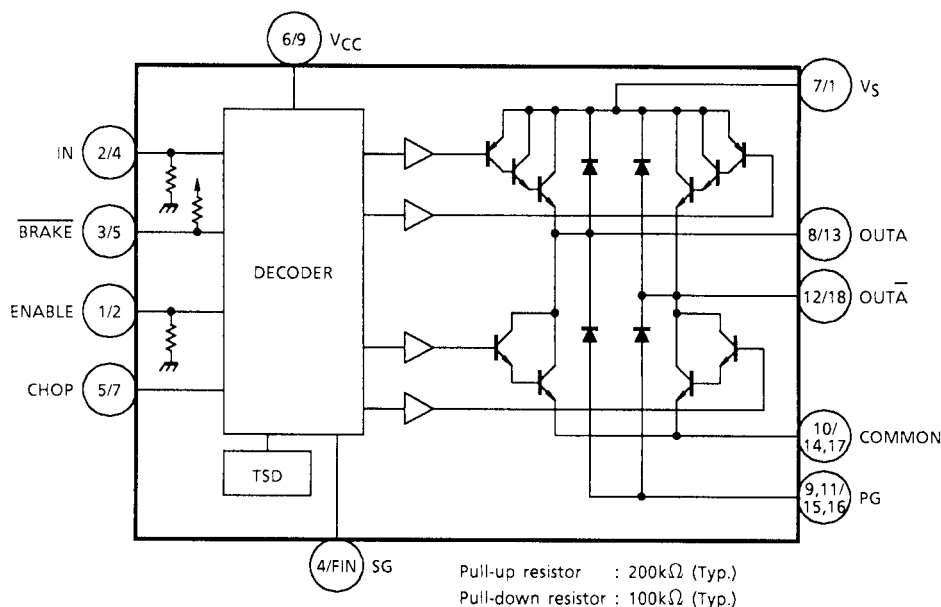 6/9 VCC
7/1 VS
IN 2/4
BRAKE 3/5
DECODER
8/13 OUTA
ENABLE 1/2
12/18 OUTA̅
CHOP 5/7
10/
14,17 COMMON
TSD
9,11/
15,16 PG
4/FIN SG
Pull-up resistor : 200kΩ (Typ.)
Pull-down resistor : 100kΩ (Typ.)